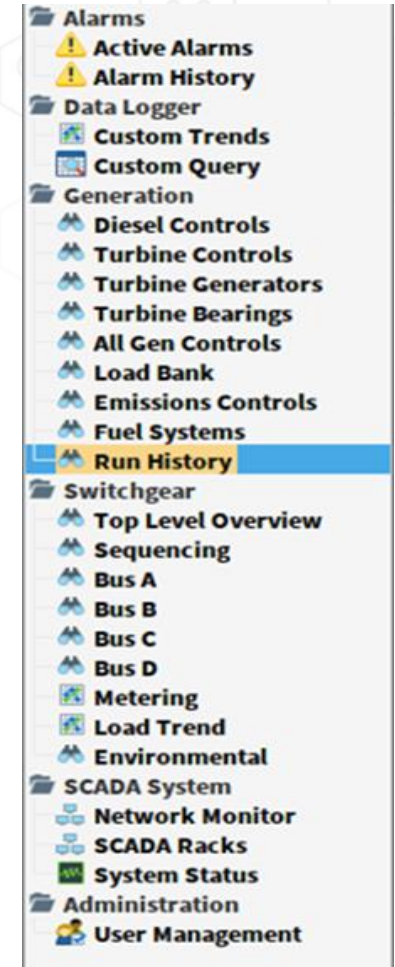 Alarms
Active Alarms
Alarm History
Data Logger
Custom Trends
Custom Query
Generation
Diesel Controls
Turbine Controls
Turbine Generators
Turbine Bearings
All Gen Controls
Load Bank
Emissions Controls
Fuel Systems
Run History
Switchgear
Top Level Overview
Sequencing
Bus A
Bus B
Bus C
Bus D
Metering
Load Trend
Environmental
SCADA System
Network Monitor
SCADA Racks
System Status
Administration
User Management